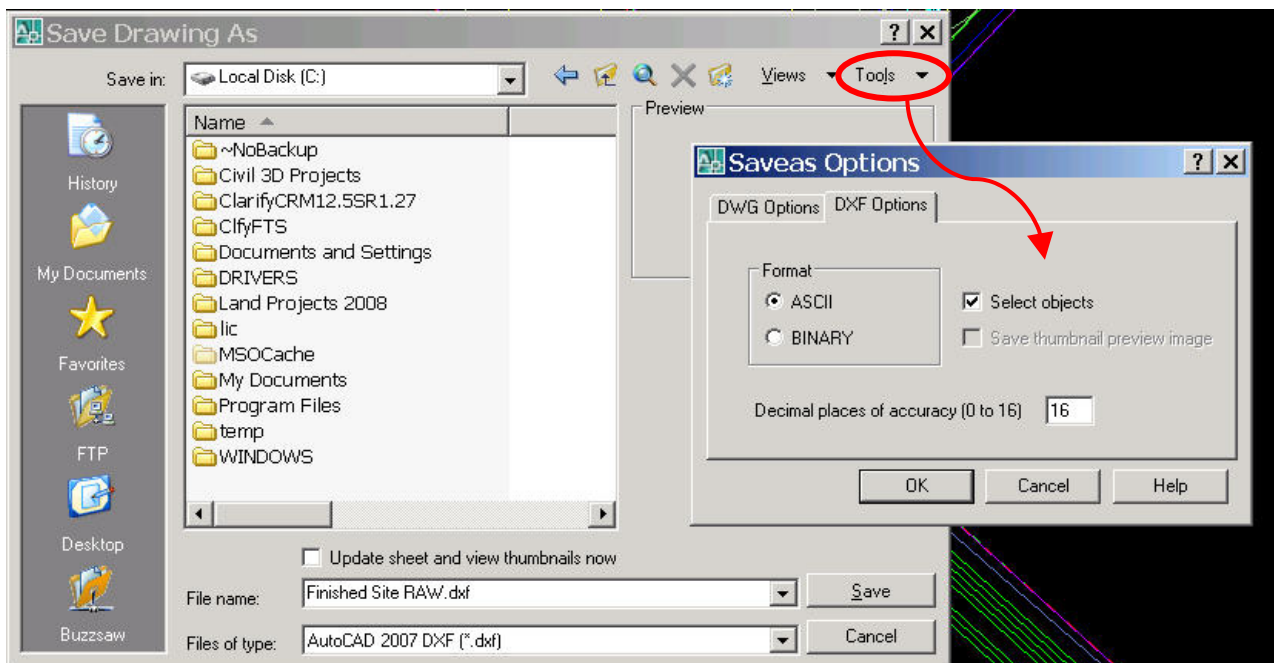 Save Drawing As
Save in:
Local Disk (C:)
Views
Tools
History
My Documents
Favorites
FTP
Desktop
Buzzsaw
Name
~NoBackup
Civil 3D Projects
ClarifyCRM12.5SR1.27
ClfyFTS
Documents and Settings
DRIVERS
Land Projects 2008
lic
MSOCache
My Documents
Program Files
temp
WINDOWS
Preview
Update sheet and view thumbnails now
File name:
Finished Site RAW.dxf
Save
Files of type:
AutoCAD 2007 DXF (*.dxf)
Cancel
Saveas Options
DWG Options
DXF Options
Format
ASCII
BINARY
Select objects
Save thumbnail preview image
Decimal places of accuracy (0 to 16)
16
OK
Cancel
Help